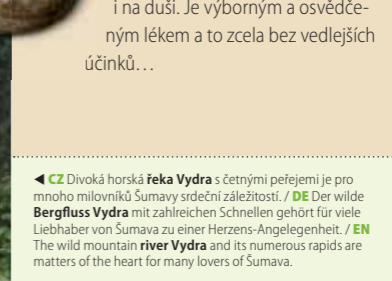 i na duši. Je výborným a osvědče-
ným lékem a to zcela bez vedlejších
účinků…
◀ CZ Divoká horská řeka Vydra s četnými peřejemi je pro
mnoho milovníků Šumavy srdeční záležitostí. / DE Der wilde
Bergfluss Vydra mit zahlreichen Schnellen gehört für viele
Liebhaber von Šumava zu einer Herzens-Angelegenheit. / EN
The wild mountain river Vydra and its numerous rapids are
matters of the heart for many lovers of Šumava.